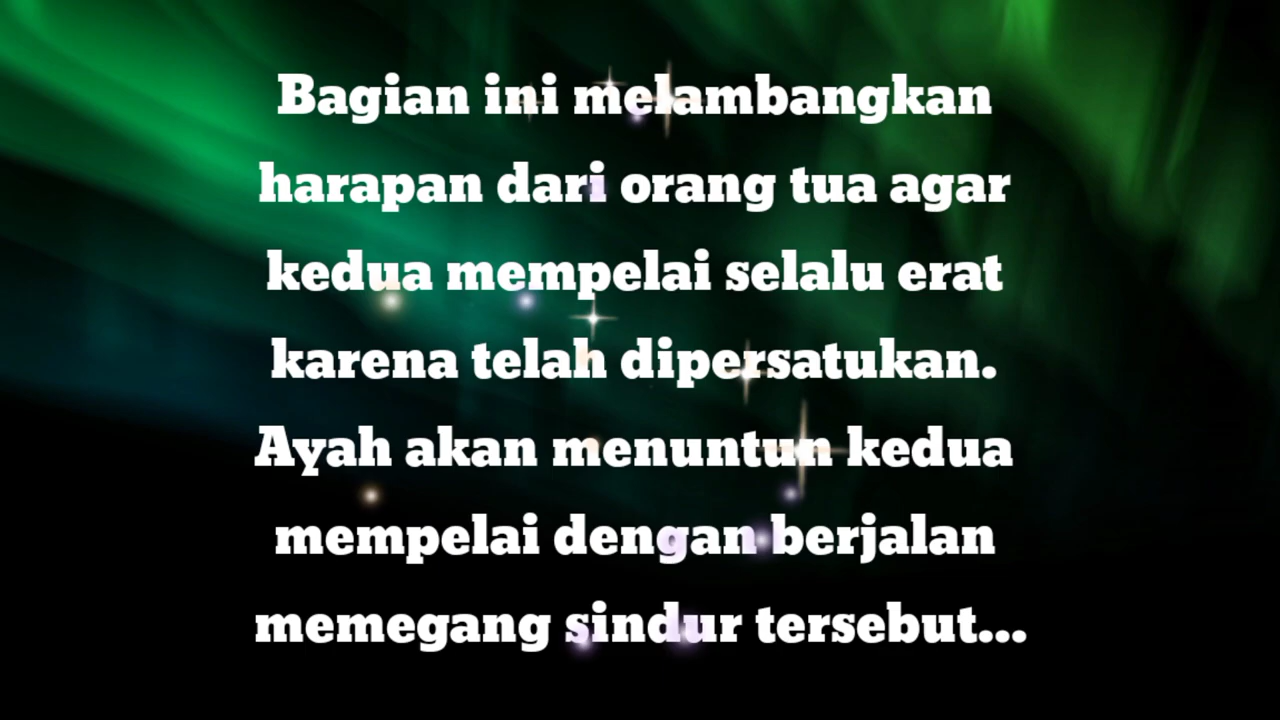 Bagian ini melambangkan
harapan dari orang tua agar
kedua mempelai selalu erat
karena telah dipersatukan.
Ayah akan menuntun kedua
mempelai dengan berjalan
memegang sindur tersebut...